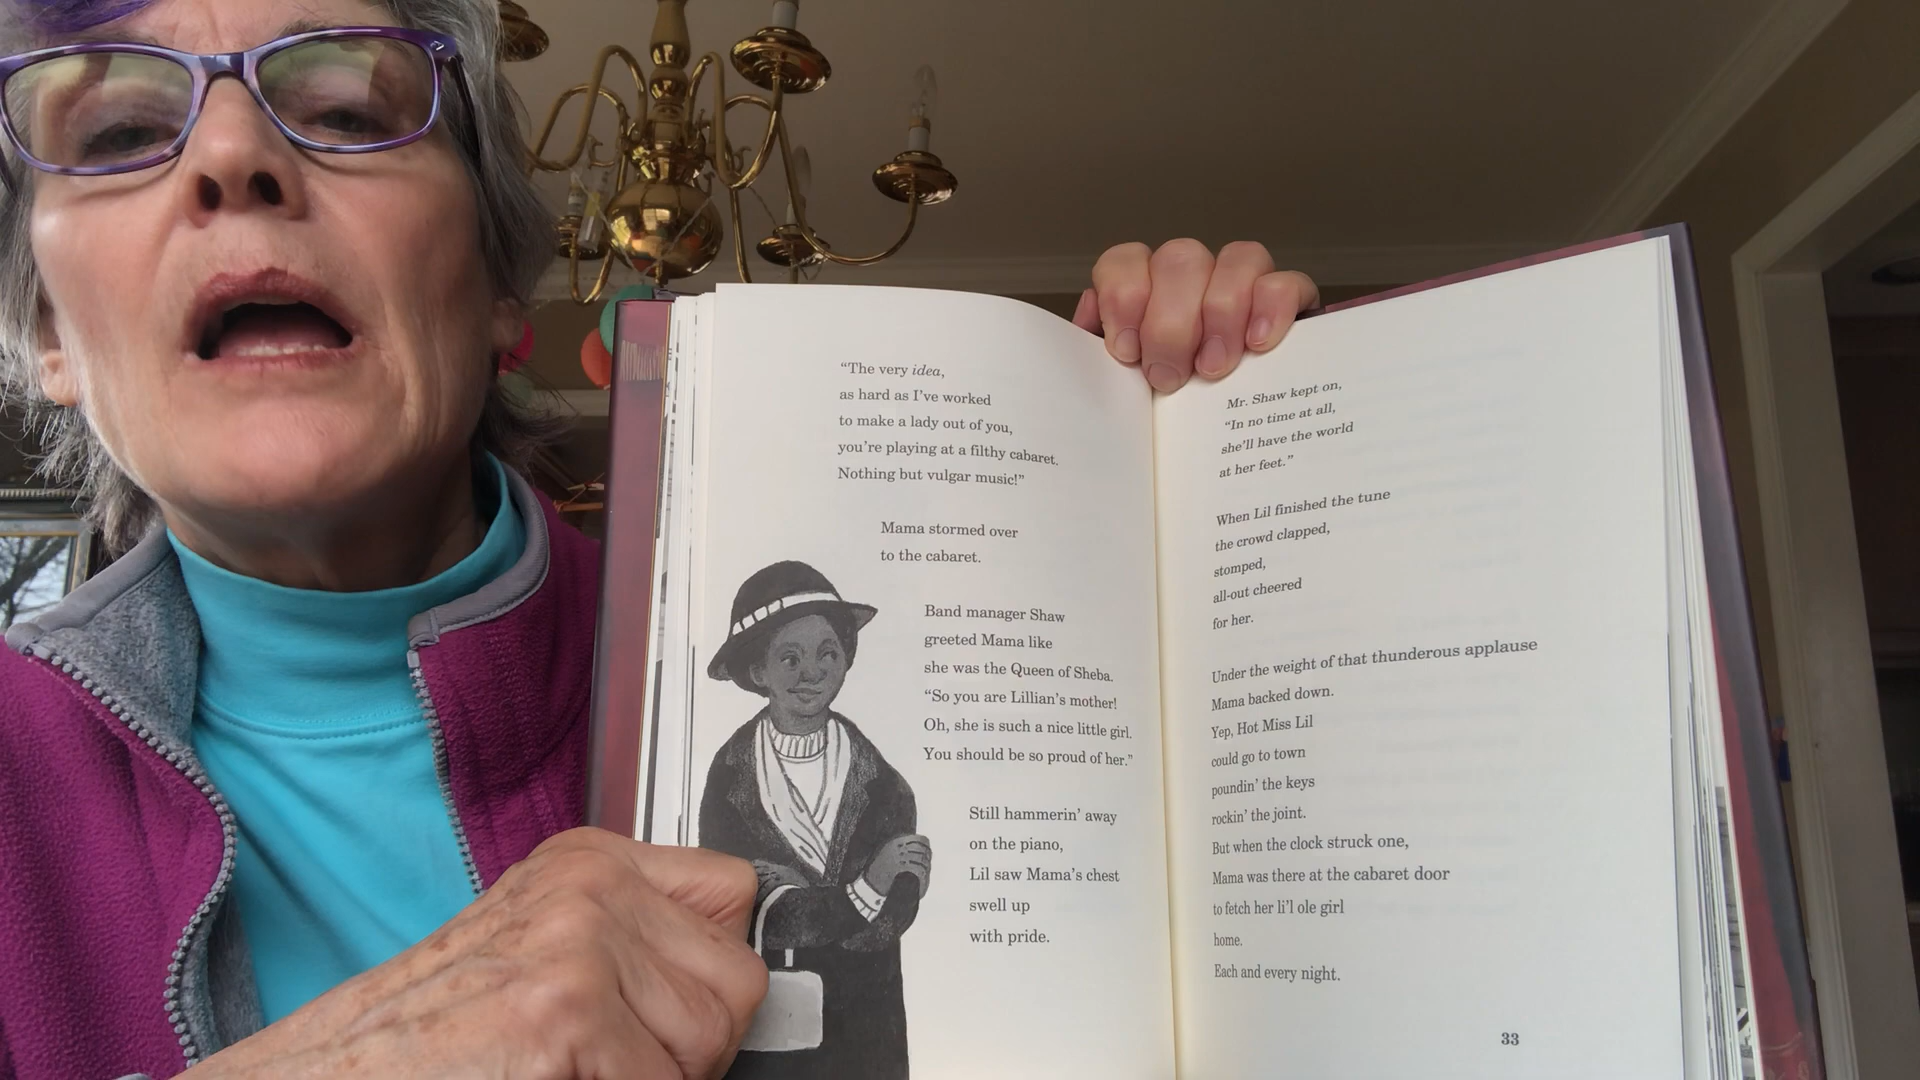 “The very idea,
as hard as I’ve worked
to make a lady out of you,
you’re playing at a filthy cabaret.
Nothing but vulgar music!”
Mama stormed over
to the cabaret.
Band manager Shaw
greeted Mama like
she was the Queen of Sheba.
“So you are Lillian’s mother!
Oh, she is such a nice little girl.
You should be so proud of her.”
Still hammerin’ away
on the piano,
Lil saw Mama’s chest
swell up
with pride.
Mr. Shaw kept on,
“In no time at all,
she’ll have the world
at her feet.”
When Lil finished the tune
the crowd clapped,
stomped,
all-out cheered
for her.
Under the weight of that thunderous applause
Mama backed down.
Yep, Hot Miss Lil
could go to town
poundin’ the keys
rockin’ the joint.
But when the clock struck one,
Mama was there at the cabaret door
to fetch her li’l ole girl
home.
Each and every night.
33